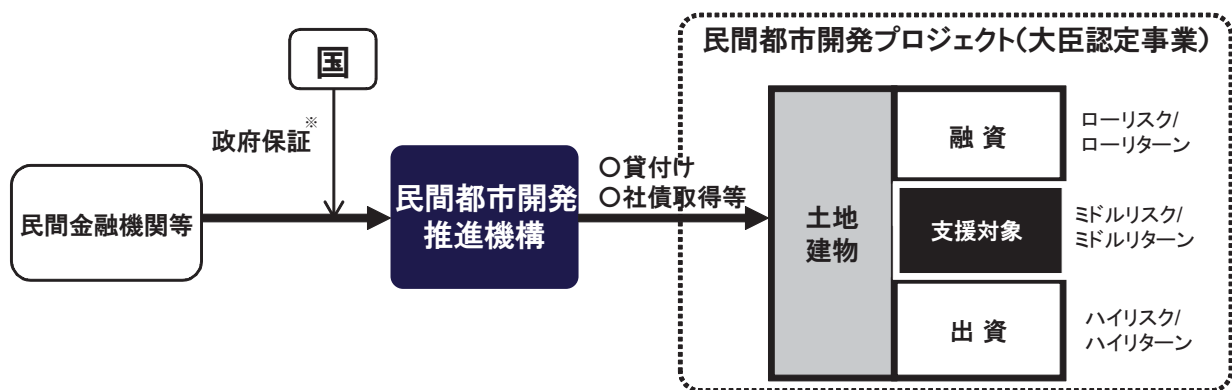 国
政府保証※
民間金融機関等
民間都市開発
推進機構
○貸付け
○社債取得等
民間都市開発プロジェクト(大臣認定事業)
土地
建物
融 資
ローリスク/
ローリターン
支援対象
ミドルリスク/
ミドルリターン
出 資
ハイリスク/
ハイリターン